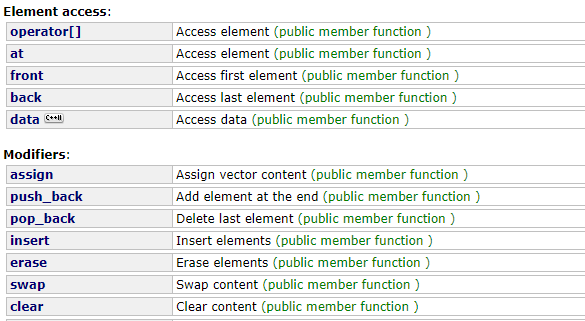 Element access:
operator[] Access element (public member function )
at Access element (public member function )
front Access first element (public member function )
back Access last element (public member function )
data C++11 Access data (public member function )
Modifiers:
assign Assign vector content (public member function )
push_back Add element at the end (public member function )
pop_back Delete last element (public member function )
insert Insert elements (public member function )
erase Erase elements (public member function )
swap Swap content (public member function )
clear Clear content (public member function )